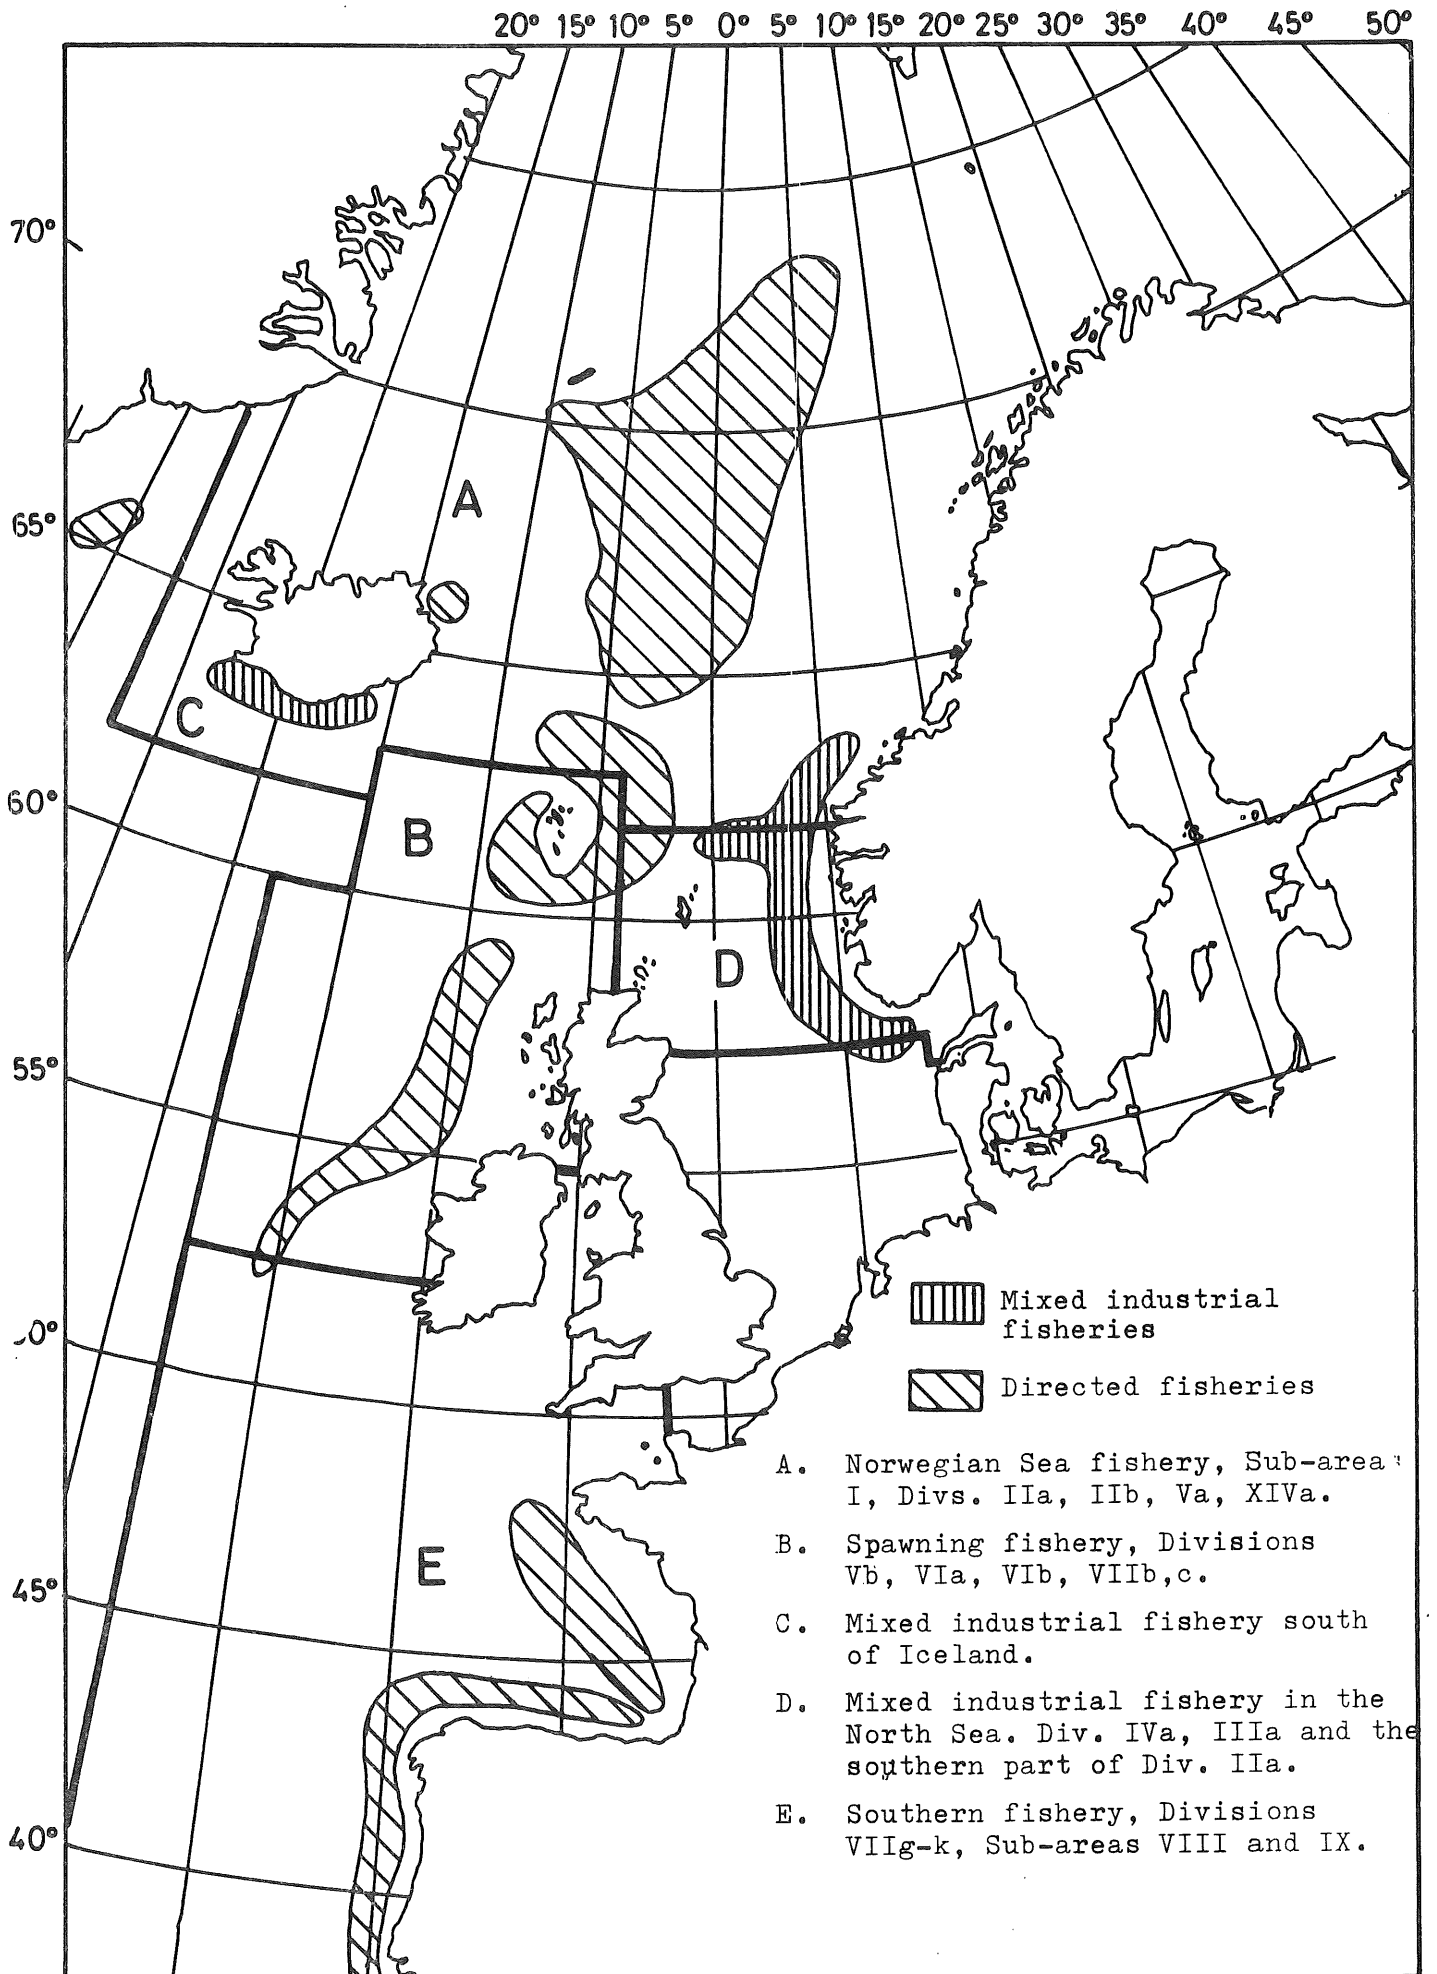 20° 15° 10° 5° 0° 5° 10° 15° 20° 25° 30° 35° 40° 45° 50°
70°
65°
60°
55°
0°
45°
40°
A
C
B
D
E
Mixed industrial
fisheries
Directed fisheries
A. Norwegian Sea fishery, Sub-area
I, Divs. IIa, IIb, Va, XIVa.
B. Spawning fishery, Divisions
Vb, VIa, VIb, VIIb,c.
C. Mixed industrial fishery south
of Iceland.
D. Mixed industrial fishery in the
North Sea. Div. IVa, IIIa and the
southern part of Div. IIa.
E. Southern fishery, Divisions
VIIg-k, Sub-areas VIII and IX.